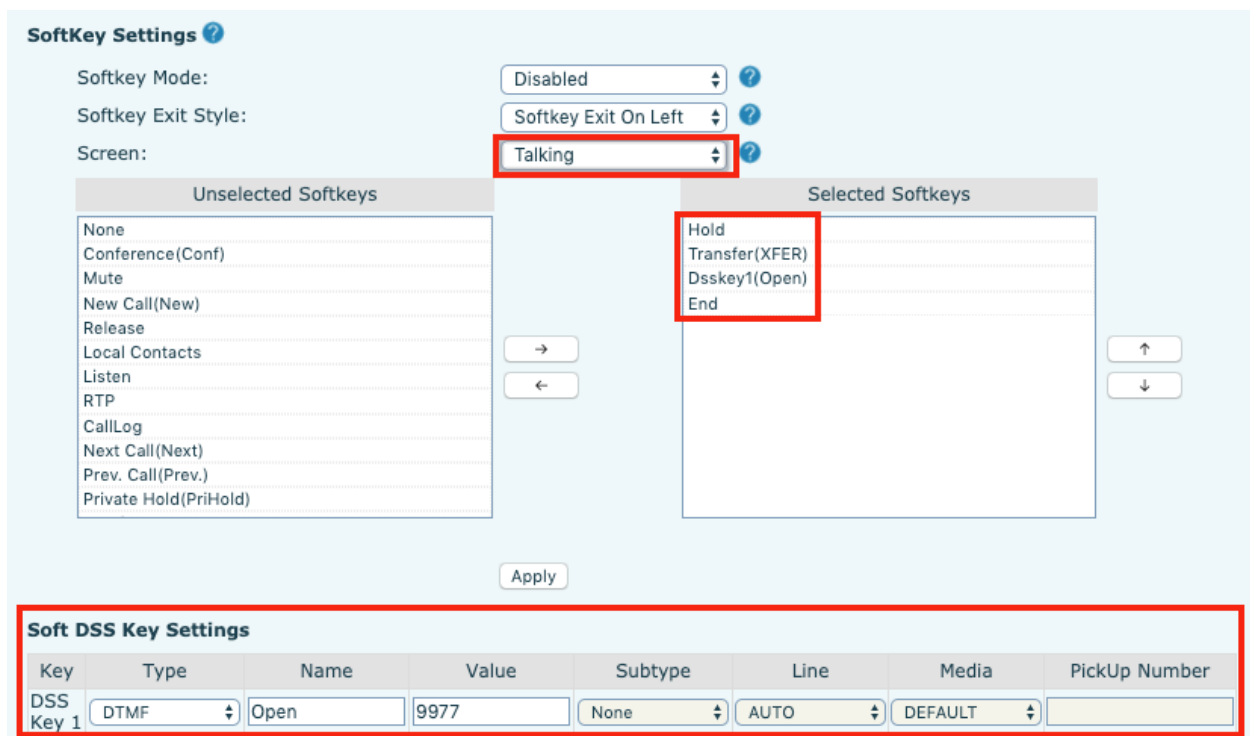 SoftKey Settings ?
Softkey Mode: Disabled ?
Softkey Exit Style: Softkey Exit On Left ?
Screen: Talking ?
Unselected Softkeys Selected Softkeys
None Hold
Conference(Conf) Transfer(XFER)
Mute Dsskey1(Open)
New Call(New) End
Release
Local Contacts
Listen
RTP
CallLog
Next Call(Next)
Prev. Call(Prev.)
Private Hold(PriHold)
Apply
Soft DSS Key Settings
Key Type Name Value Subtype Line Media PickUp Number
DSS
Key 1 DTMF Open 9977 None AUTO DEFAULT